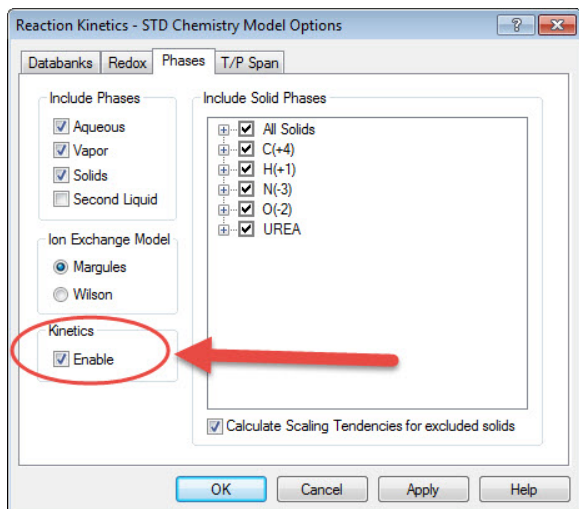 Reaction Kinetics - STD Chemistry Model Options
Databanks Redox Phases T/P Span
Include Phases
Aqueous
Vapor
Solids
Second Liquid
Ion Exchange Model
Margules
Wilson
Kinetics
Enable
Include Solid Phases
All Solids
C(+4)
H(+1)
N(-3)
O(-2)
UREA
Calculate Scaling Tendencies for excluded solids
OK Cancel Apply Help